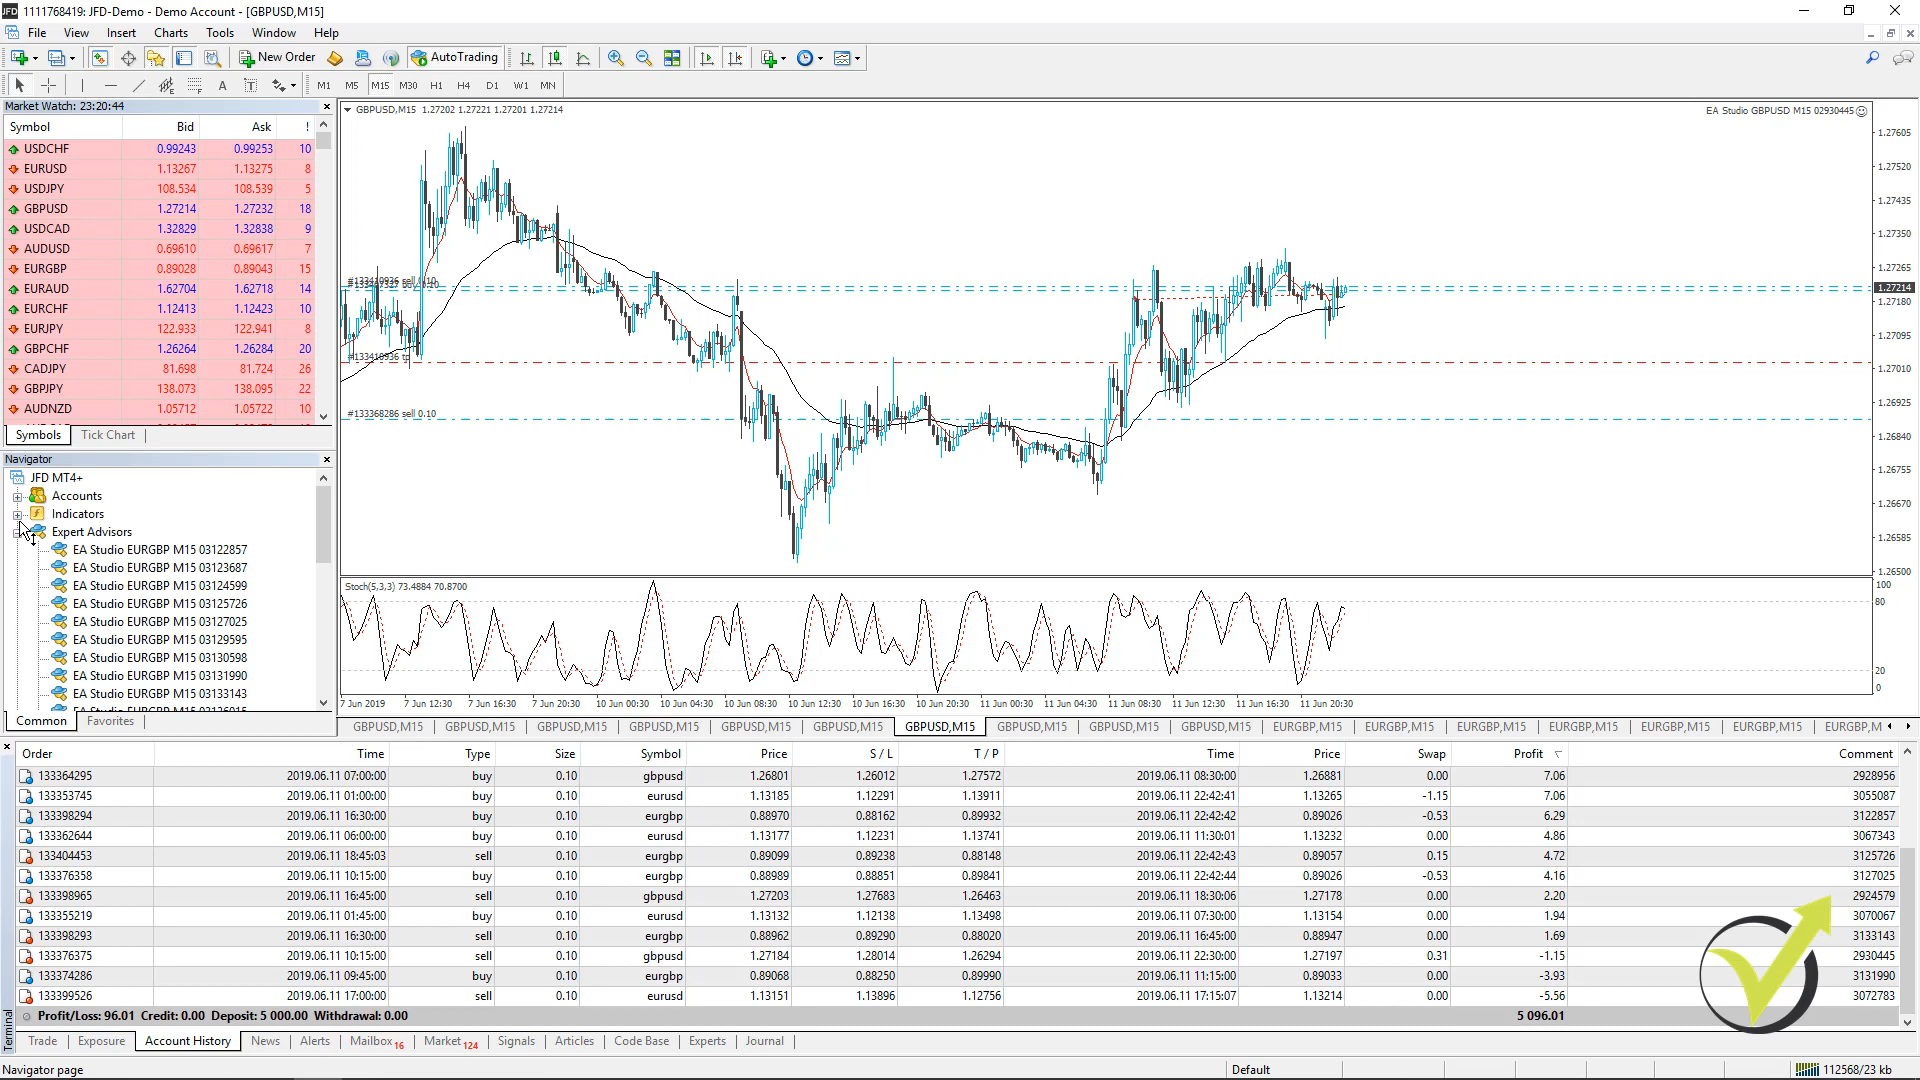 1111768419: JFD-Demo - Demo Account - [GBPUSD,M15]
File View Insert Charts Tools Window Help
New Order AutoTrading
M1 M5 M15 M30 H1 H4 D1 W1 MN
Market Watch: 23:20:44
Symbol Bid Ask !
USDCHF 0.99243 0.99253 10
EURUSD 1.13267 1.13275 8
USDJPY 108.534 108.539 5
GBPUSD 1.27214 1.27232 18
USDCAD 1.32829 1.32838 9
AUDUSD 0.69610 0.69617 7
EURGBP 0.89028 0.89043 15
EURAUD 1.62704 1.62718 14
EURCHF 1.12413 1.12423 10
EURJPY 122.933 122.941 8
GBPCHF 1.26264 1.26284 20
CADJPY 81.698 81.724 26
GBPJPY 138.073 138.095 22
AUDNZD 1.05712 1.05722 10
Symbols Tick Chart
Navigator
JFD MT4+
Accounts
Indicators
Expert Advisors
EA Studio EURGBP M15 03122857
EA Studio EURGBP M15 03123687
EA Studio EURGBP M15 03124599
EA Studio EURGBP M15 03125726
EA Studio EURGBP M15 03127025
EA Studio EURGBP M15 03129595
EA Studio EURGBP M15 03130598
EA Studio EURGBP M15 03131990
EA Studio EURGBP M15 03133143
Common Favorites
GBPUSD,M15 1.27202 1.27221 1.27201 1.27214
EA Studio GBPUSD M15 02930445
#133410936 tp
#133368286 sell 0.10
1.27605
1.27520
1.27435
1.27350
1.27265
1.27214
1.27180
1.27095
1.27010
1.26925
1.26840
1.26755
1.26670
1.26585
1.26500
Stoch(5,3,3) 73.4884 70.8700
100
80
20
0
7 Jun 2019 7 Jun 12:30 7 Jun 16:30 7 Jun 20:30 10 Jun 00:30 10 Jun 04:30 10 Jun 08:30 10 Jun 12:30 10 Jun 16:30 10 Jun 20:30 11 Jun 00:30 11 Jun 04:30 11 Jun 08:30 11 Jun 12:30 11 Jun 16:30 11 Jun 20:30
GBPUSD,M15 GBPUSD,M15 GBPUSD,M15 GBPUSD,M15 GBPUSD,M15 GBPUSD,M15 GBPUSD,M15 GBPUSD,M15 GBPUSD,M15 GBPUSD,M15 EURGBP,M15 EURGBP,M15 EURGBP,M15 EURGBP,M15 EURGBP,M15 EURGBP,M15 EURGBP,M
Order Time Type Size Symbol Price S / L T / P Time Price Swap Profit Comment
133364295 2019.06.11 07:00:00 buy 0.10 gbpusd 1.26801 1.26012 1.27572 2019.06.11 08:30:00 1.26881 0.00 7.06 2928956
133353745 2019.06.11 01:00:00 buy 0.10 eurusd 1.13185 1.12291 1.13911 2019.06.11 22:42:41 1.13265 -1.15 7.06 3055087
133398294 2019.06.11 16:30:00 buy 0.10 eurgbp 0.88970 0.88162 0.89932 2019.06.11 22:42:42 0.89026 -0.53 6.29 3122857
133362644 2019.06.11 06:00:00 buy 0.10 eurusd 1.13177 1.12231 1.13741 2019.06.11 11:30:01 1.13232 0.00 4.86 3067343
133404453 2019.06.11 18:45:03 sell 0.10 eurgbp 0.89099 0.89238 0.88148 2019.06.11 22:42:43 0.89057 0.15 4.72 3125726
133376358 2019.06.11 10:15:00 buy 0.10 eurgbp 0.88989 0.88851 0.89841 2019.06.11 22:42:44 0.89026 -0.53 4.16 3127025
133398965 2019.06.11 16:45:00 sell 0.10 gbpusd 1.27203 1.27683 1.26463 2019.06.11 18:30:06 1.27178 0.00 2.20 2924579
133355219 2019.06.11 01:45:00 buy 0.10 eurusd 1.13132 1.12138 1.13498 2019.06.11 07:30:00 1.13154 0.00 1.94 3070067
133398293 2019.06.11 16:30:00 sell 0.10 eurgbp 0.88962 0.89290 0.88020 2019.06.11 16:45:00 0.88947 0.00 1.69 3133143
133376375 2019.06.11 10:15:00 sell 0.10 gbpusd 1.27184 1.28014 1.26294 2019.06.11 22:30:00 1.27197 0.31 -1.15 2930445
133374286 2019.06.11 09:45:00 buy 0.10 eurgbp 0.89068 0.88250 0.89990 2019.06.11 11:15:00 0.89033 0.00 -3.93 3131990
133399526 2019.06.11 17:00:00 sell 0.10 eurusd 1.13151 1.13896 1.12756 2019.06.11 17:15:07 1.13214 0.00 -5.56 3072783
Profit/Loss: 96.01 Credit: 0.00 Deposit: 5 000.00 Withdrawal: 0.00 5 096.01
Terminal
Trade Exposure Account History News Alerts Mailbox 16 Market 124 Signals Articles Code Base Experts Journal
Navigator page Default 112568/23 kb